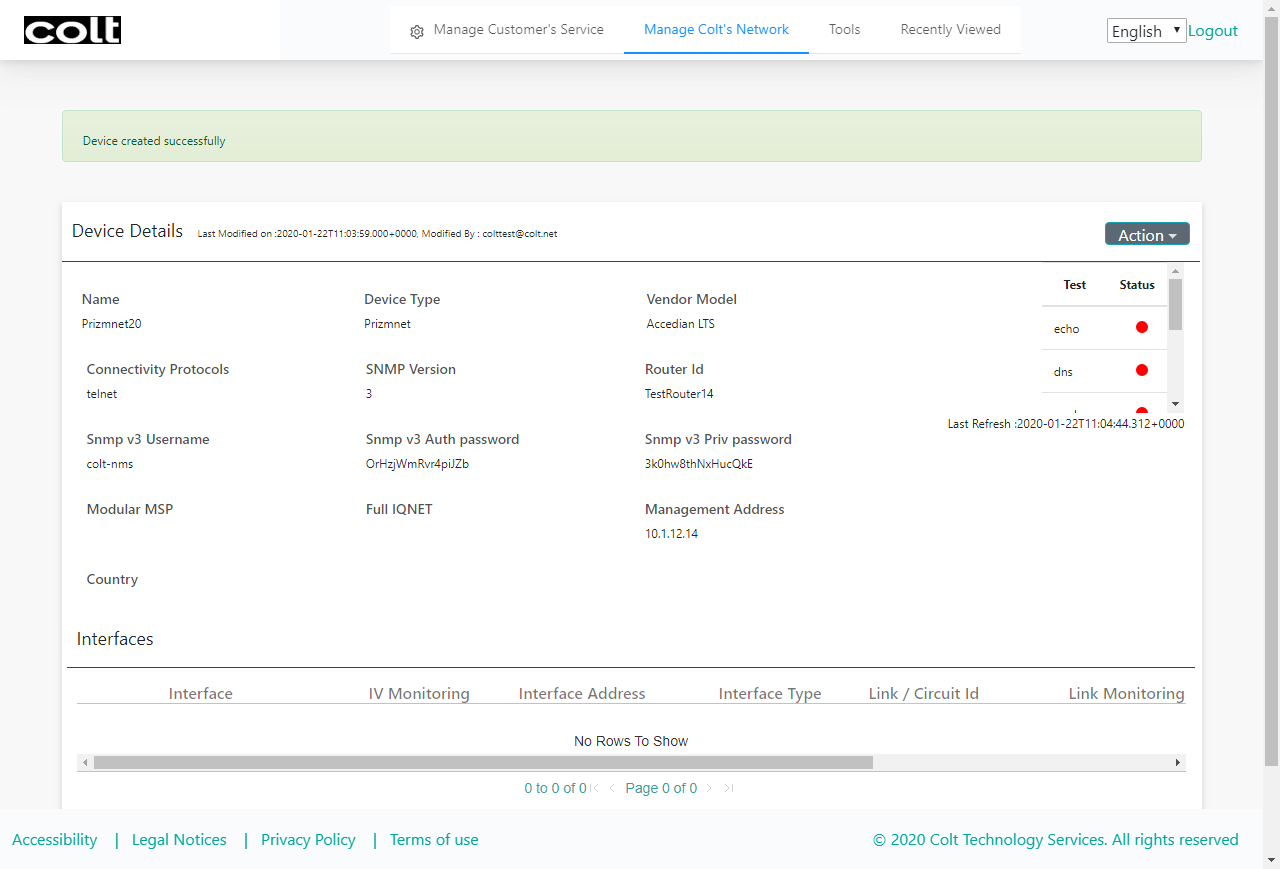 colt
Manage Customer's Service
Manage Colt's Network
Tools
Recently Viewed
English
Logout
Device created successfully
Device Details
Last Modified on :2020-01-22T11:03:59.000+0000, Modified By : colttest@colt.net
Action
Name
Device Type
Vendor Model
Prizmnet20
Prizmnet
Accedian LTS
Test
Status
echo
dns
Connectivity Protocols
SNMP Version
Router Id
telnet
3
TestRouter14
Last Refresh :2020-01-22T11:04:44.312+0000
Snmp v3 Username
Snmp v3 Auth password
Snmp v3 Priv password
colt-nms
OrHzjWmRvr4piJZb
3k0hw8thNxHucQkE
Modular MSP
Full IQNET
Management Address
10.1.12.14
Country
Interfaces
Interface
IV Monitoring
Interface Address
Interface Type
Link / Circuit Id
Link Monitoring
No Rows To Show
0 to 0 of 0
Page 0 of 0
Accessibility | Legal Notices | Privacy Policy | Terms of use
© 2020 Colt Technology Services. All rights reserved